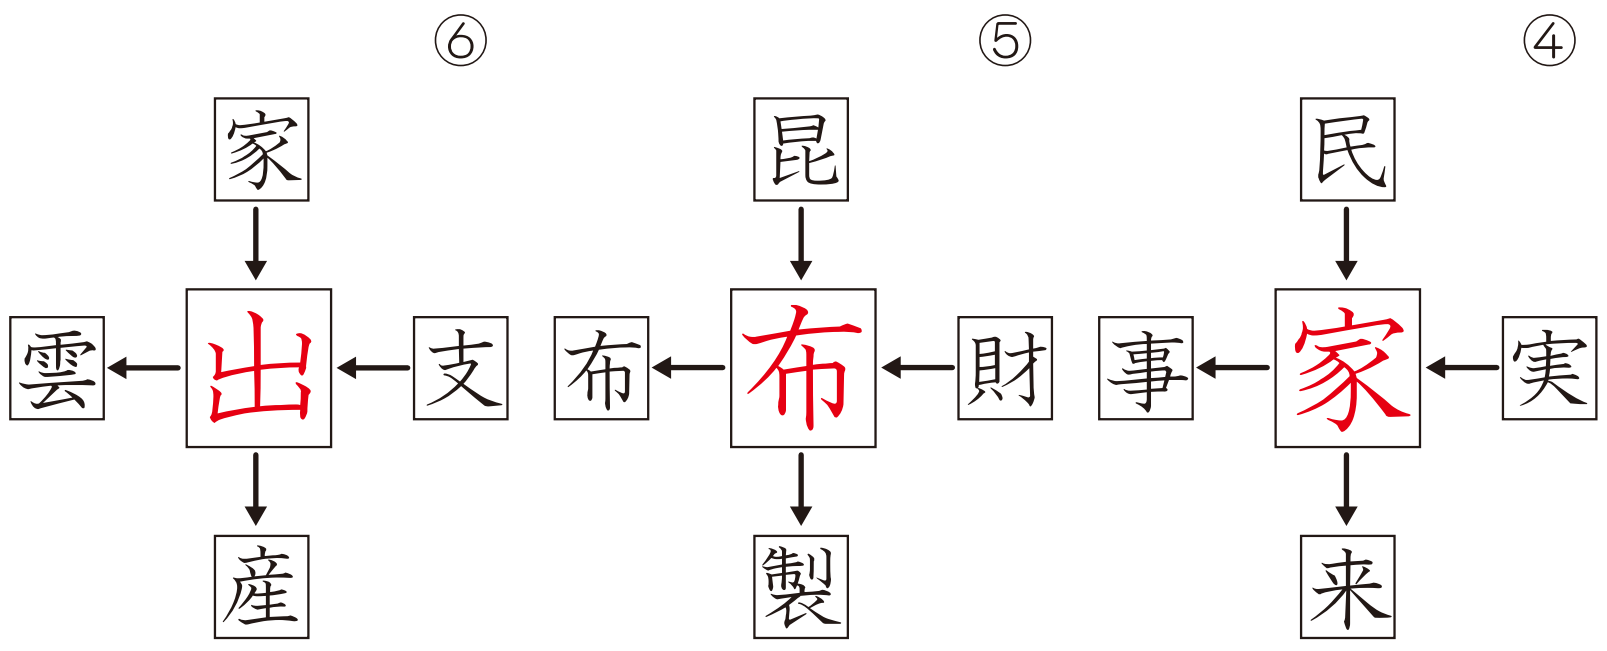 ④
民
実
家
事
来
⑤
昆
財
布
布
製
⑥
家
支
出
雲
産